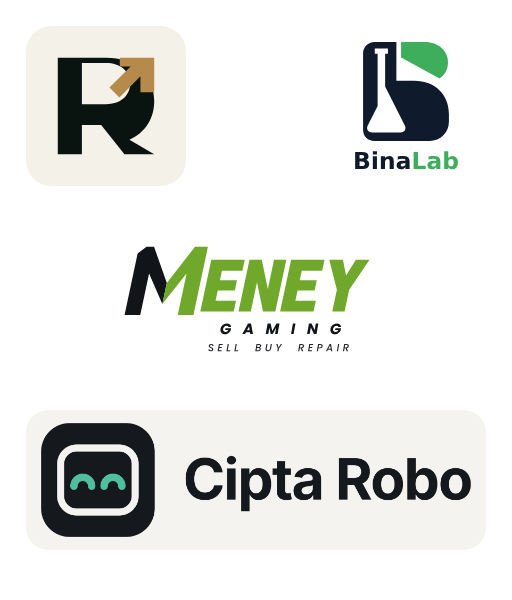 R
BinaLab
MENEY
GAMING
SELL BUY REPAIR
Cipta Robo